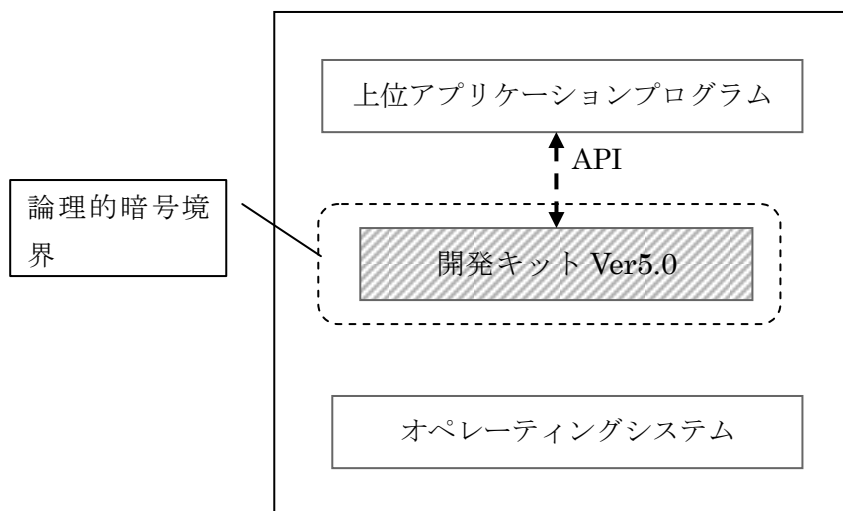 上位アプリケーションプログラム
API
論理的暗号境
界
開発キット Ver5.0
オペレーティングシステム